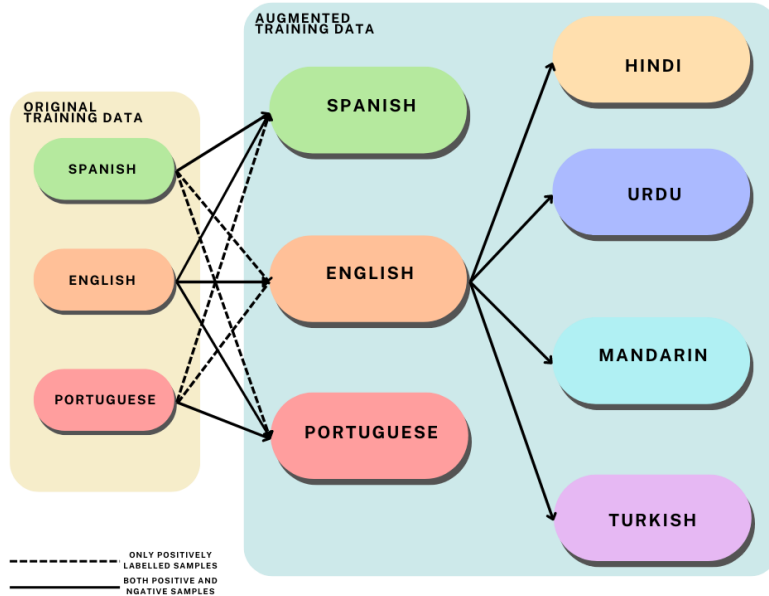 AUGMENTED
TRAINING DATA
ORIGINAL
TRAINING DATA
SPANISH
ENGLISH
PORTUGUESE
SPANISH
ENGLISH
PORTUGUESE
HINDI
URDU
MANDARIN
TURKISH
ONLY POSITIVELY
LABELLED SAMPLES
BOTH POSITIVE AND
NGATIVE SAMPLES